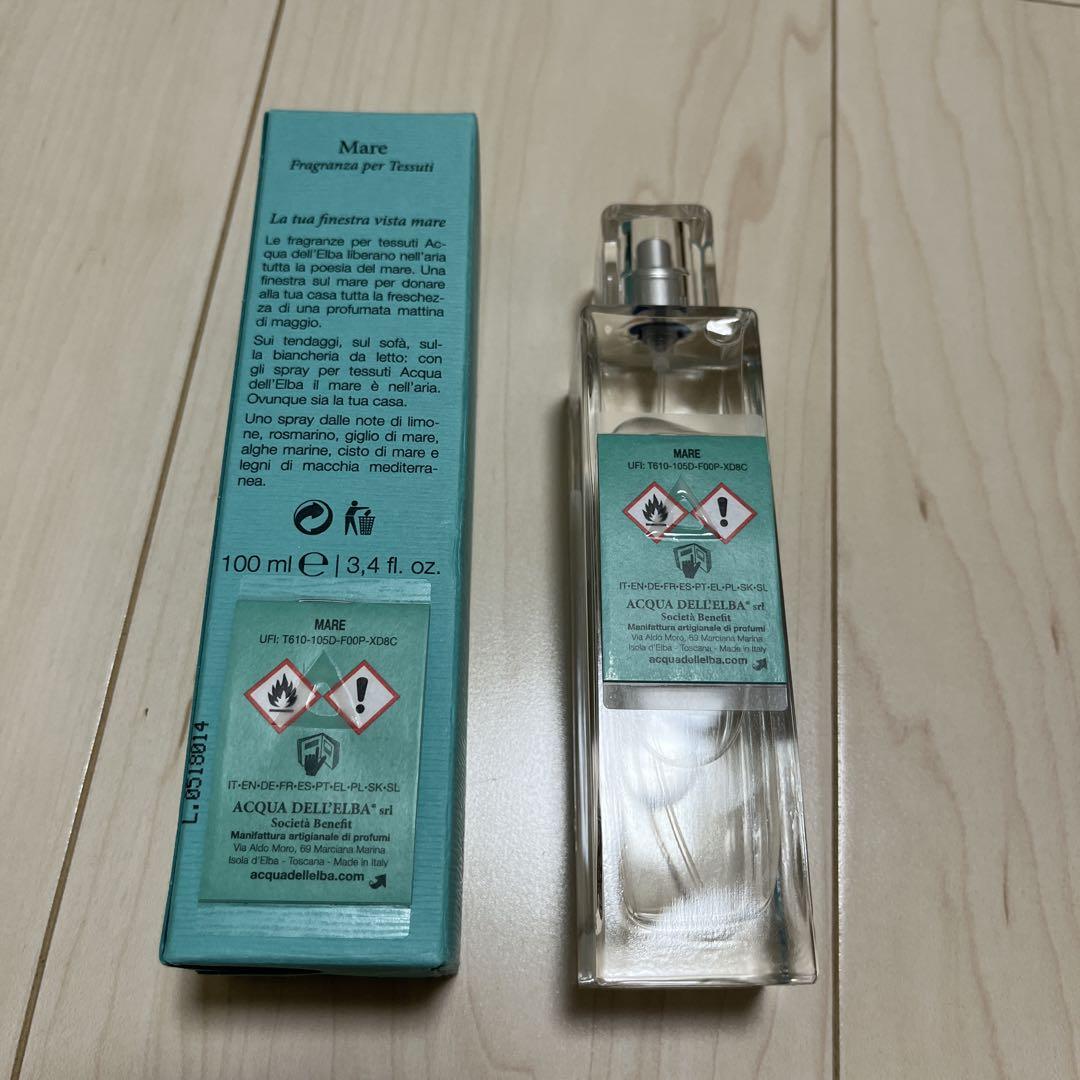 Mare
Fragranza per Tessuti
La tua finestra vista mare
Le fragranze per tessuti Ac-
qua dell'Elba liberano nell'aria
tutta la poesia del mare. Una
finestra sul mare per donare
alla tua casa tutta la freschez-
za di una profumata mattina
di maggio.
Sui tendaggi, sul sofà, sul-
la biancheria da letto: con
gli spray per tessuti Acqua
dell'Elba il mare è nell'aria.
Ovunque sia la tua casa.
Uno spray dalle note di limo-
ne, rosmarino, giglio di mare,
alghe marine, cisto di mare e
legni di macchia mediterra-
nea.
100 ml e | 3,4 fl. oz.
MARE
UFI: T610-105D-F00P-XD8C
IT•EN•DE•FR•ES•PT•EL•PL•SK•SL
ACQUA DELL'ELBA® srl
Società Benefit
Manifattura artigianale di profumi
Via Aldo Moro, 69 Marciana Marina
Isola d'Elba - Toscana - Made in Italy
acquadellelba.com
L.0518014
MARE
UFI: T610-105D-F00P-XD8C
IT•EN•DE•FR•ES•PT•EL•PL•SK•SL
ACQUA DELL'ELBA® srl
Società Benefit
Manifattura artigianale di profumi
Via Aldo Moro, 69 Marciana Marina
Isola d'Elba - Toscana - Made in Italy
acquadellelba.com